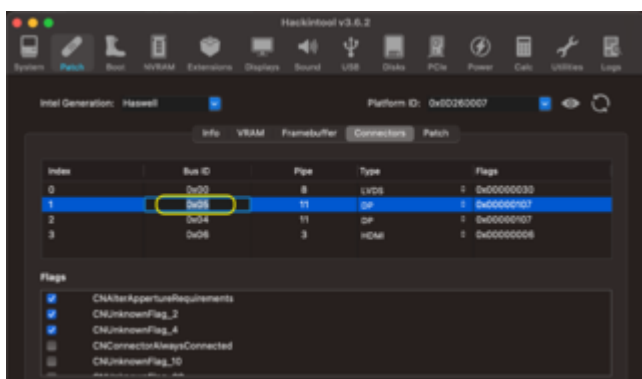 Hackintool v3.6.2
System Patch Boot NVRAM Extensions Displays Sound USB Disks PCIe Power Calc Utilities Logs
Intel Generation: Haswell Platform ID: 0x0D260007
Info VRAM Framebuffer Connectors Patch
Index Bus ID Pipe Type Flags
0 0x00 8 LVDS 0x00000030
1 0x05 11 DP 0x00000107
2 0x04 11 DP 0x00000107
3 0x06 3 HDMI 0x00000006
Flags
CNAlterAppertureRequirements
CNUnknownFlag_2
CNUnknownFlag_4
CNConnectorAlwaysConnected
CNUnknownFlag_10